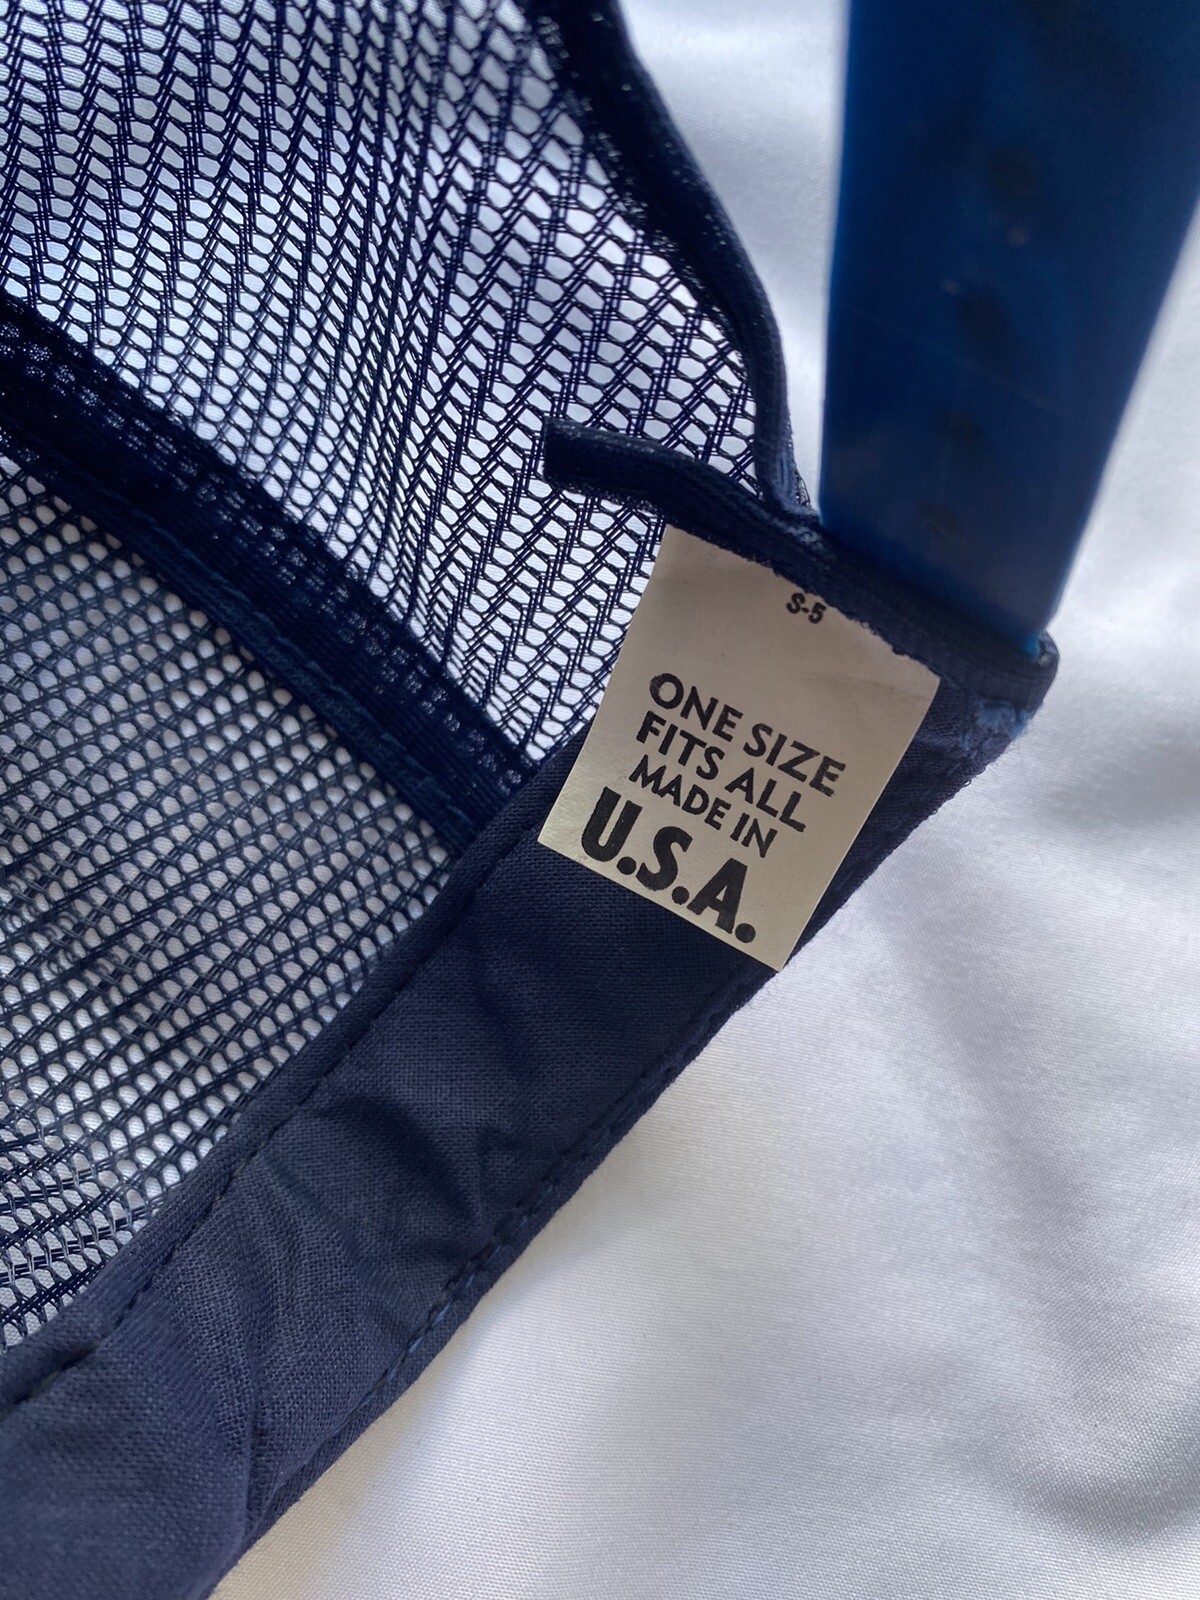 S-5
ONE SIZE
FITS ALL
MADE IN
U.S.A.